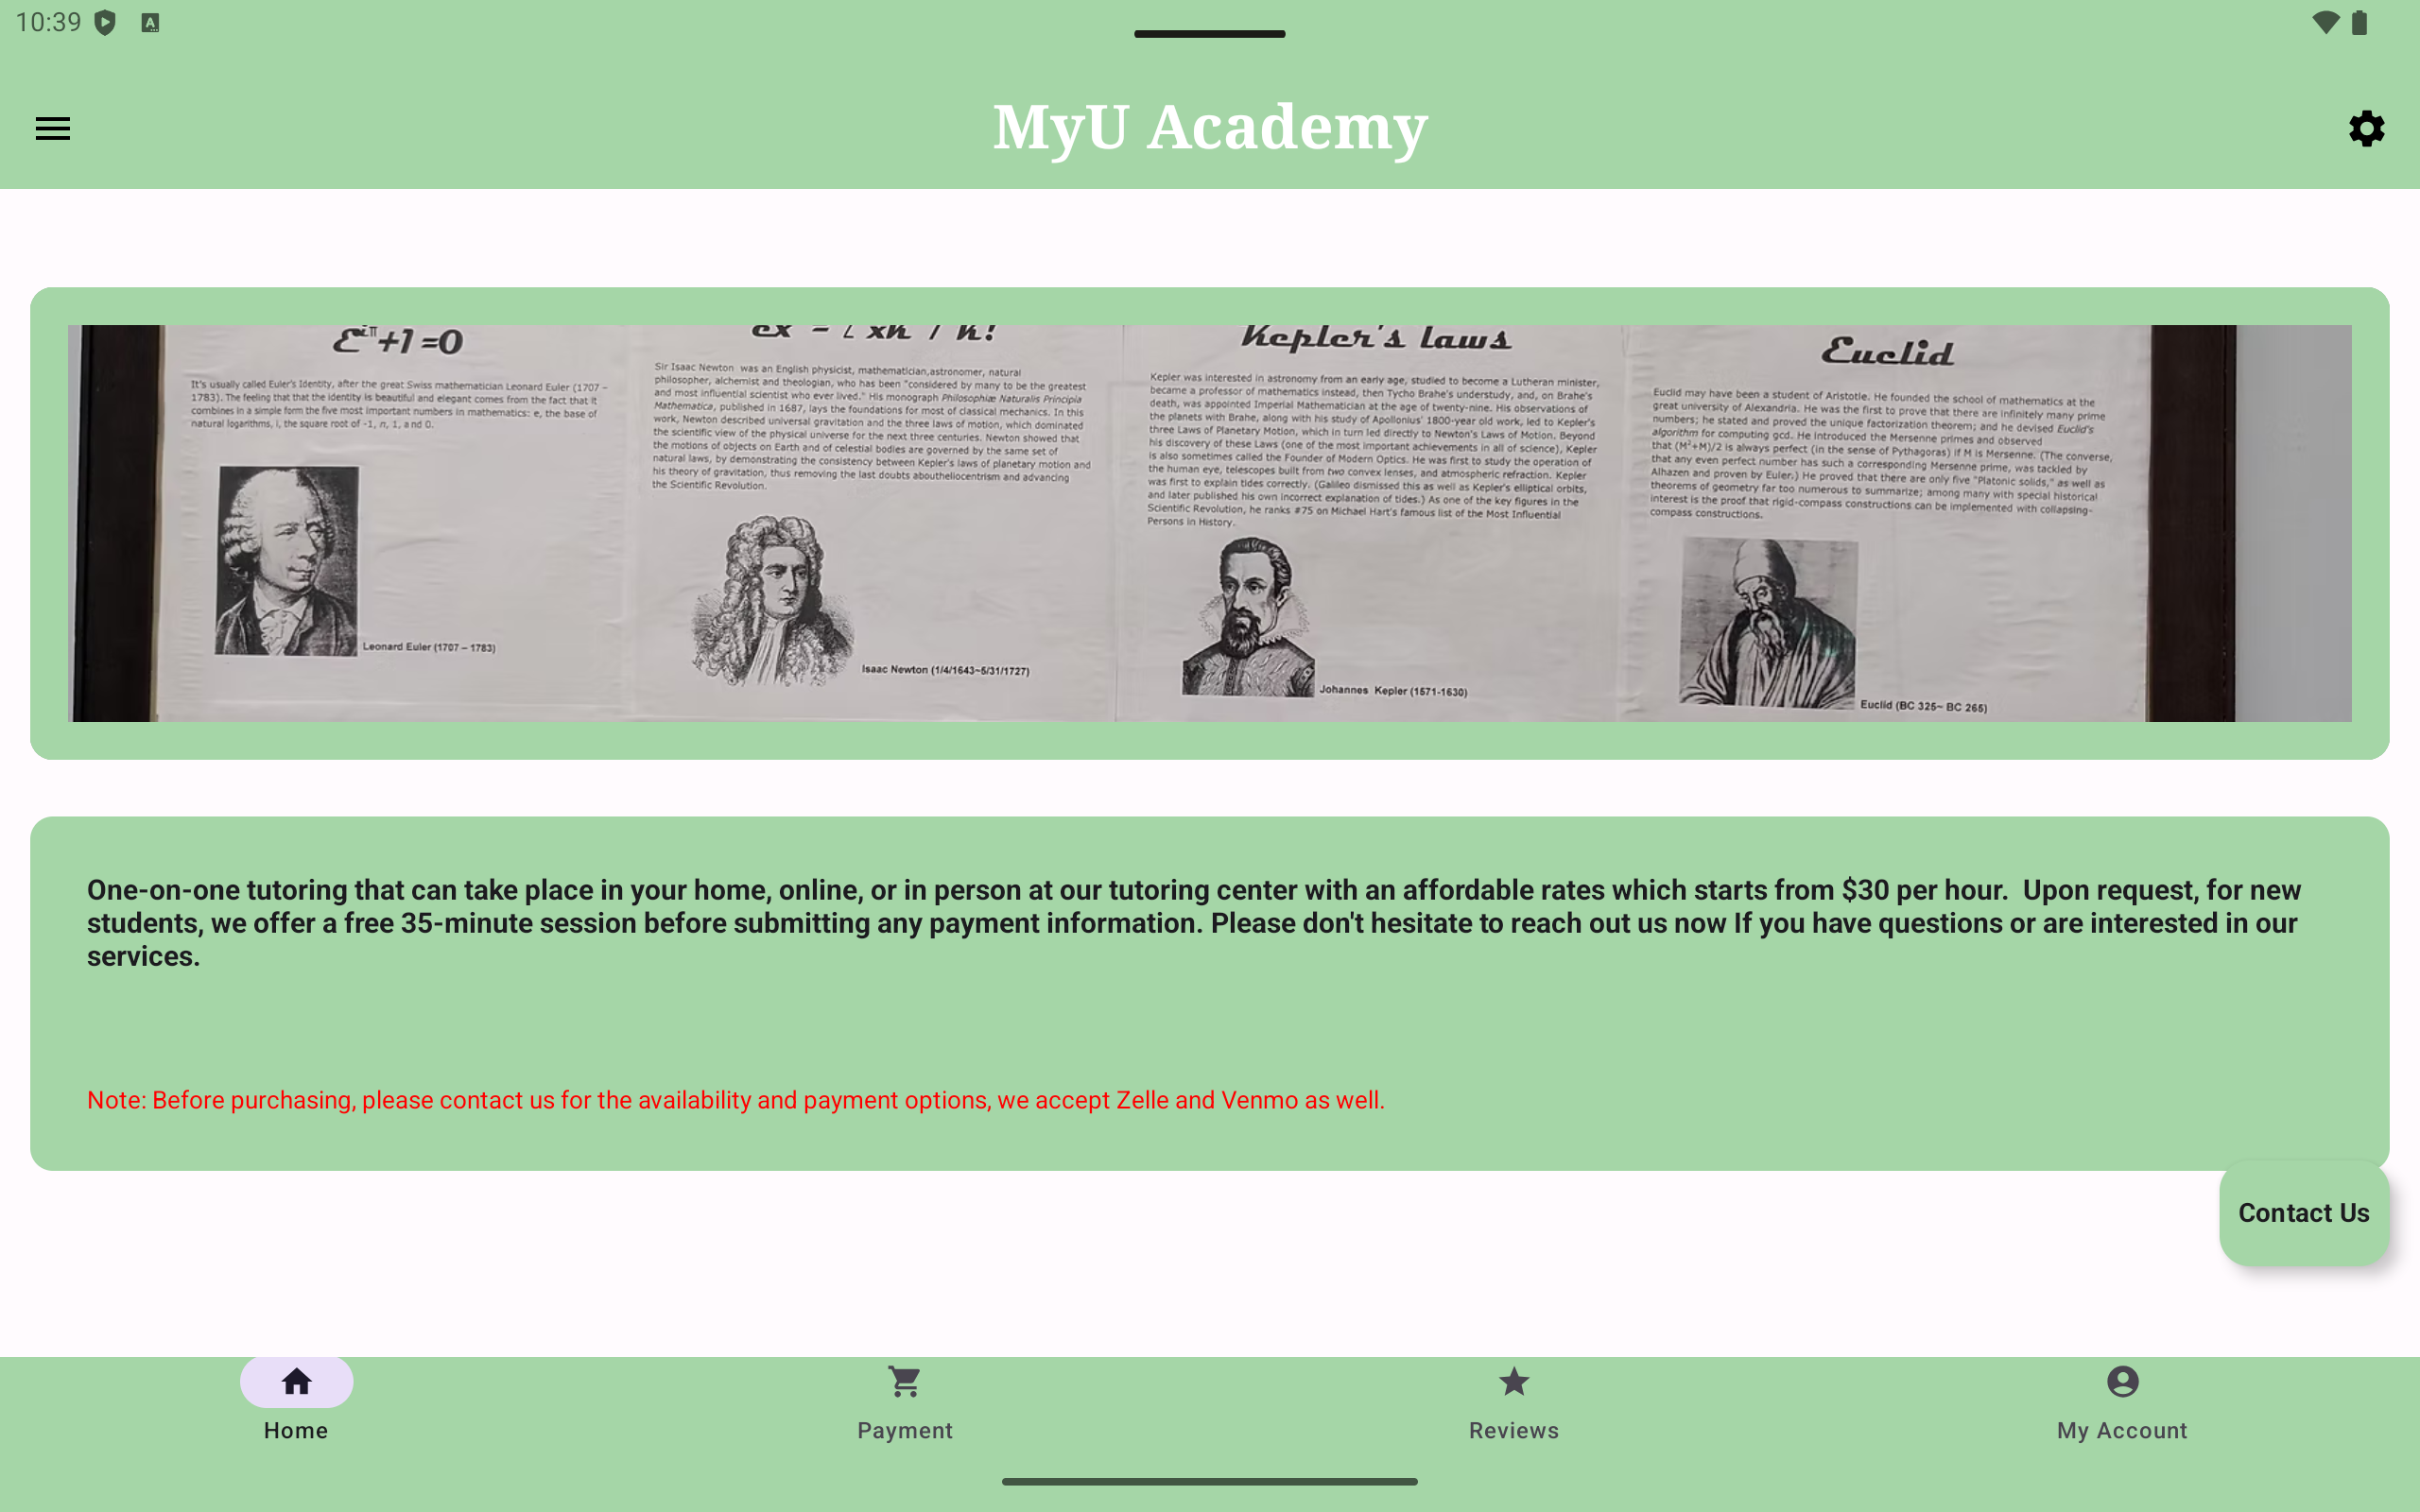 10:39
MyU Academy
Ɛiπ+1=0
It's usually called Euler's Identity, after the great Swiss mathematician Leonard Euler (1707 –
1783). The feeling that that the identity is beautiful and elegant comes from the fact that it
combines in a simple form the five most important numbers in mathematics: e, the base of
natural logarithms, i, the square root of -1, n, 1, and 0.
Leonard Euler (1707 – 1783)
Sir Isaac Newton was an English physicist, mathematician,astronomer, natural
philosopher, alchemist and theologian, who has been "considered by many to be the greatest
and most influential scientist who ever lived." His monograph Philosophiæ Naturalis Principia
Mathematica, published in 1687, lays the foundations for most of classical mechanics. In this
work, Newton described universal gravitation and the three laws of motion, which dominated
the scientific view of the physical universe for the next three centuries. Newton showed that
the motions of objects on Earth and of celestial bodies are governed by the same set of
natural laws, by demonstrating the consistency between Kepler's laws of planetary motion and
his theory of gravitation, thus removing the last doubts aboutheliocentrism and advancing
the Scientific Revolution.
Isaac Newton (1/4/1643~5/31/1727)
Kepler's laws
Kepler was interested in astronomy from an early age, studied to become a Lutheran minister,
became a professor of mathematics instead, then Tycho Brahe's understudy, and, on Brahe's
death, was appointed Imperial Mathematician at the age of twenty-nine. His observations of
the planets with Brahe, along with his study of Apollonius' 1800-year old work, led to Kepler's
three Laws of Planetary Motion, which in turn led directly to Newton's Laws of Motion. Beyond
his discovery of these Laws (one of the most important achievements in all of science), Kepler
is also sometimes called the Founder of Modern Optics. He was first to study the operation of
the human eye, telescopes built from two convex lenses, and atmospheric refraction. Kepler
was first to explain tides correctly. (Galileo dismissed this as well as Kepler's elliptical orbits,
and later published his own incorrect explanation of tides.) As one of the key figures in the
Scientific Revolution, he ranks #75 on Michael Hart's famous list of the Most Influential
Persons in History.
Johannes Kepler (1571-1630)
Euclid
Euclid may have been a student of Aristotle. He founded the school of mathematics at the
great university of Alexandria. He was the first to prove that there are infinitely many prime
numbers; he stated and proved the unique factorization theorem; and he devised Euclid's
algorithm for computing gcd. He introduced the Mersenne primes and observed
that (M²+M)/2 is always perfect (in the sense of Pythagoras) if M is Mersenne. (The converse,
that any even perfect number has such a corresponding Mersenne prime, was tackled by
Alhazen and proven by Euler.) He proved that there are only five "Platonic solids," as well as
theorems of geometry far too numerous to summarize; among many with special historical
interest is the proof that rigid-compass constructions can be implemented with collapsing-
compass constructions.
Euclid (BC 325~ BC 265)
One-on-one tutoring that can take place in your home, online, or in person at our tutoring center with an affordable rates which starts from $30 per hour.  Upon request, for new
students, we offer a free 35-minute session before submitting any payment information. Please don't hesitate to reach out us now If you have questions or are interested in our
services.
Note: Before purchasing, please contact us for the availability and payment options, we accept Zelle and Venmo as well.
Contact Us
Home
Payment
Reviews
My Account